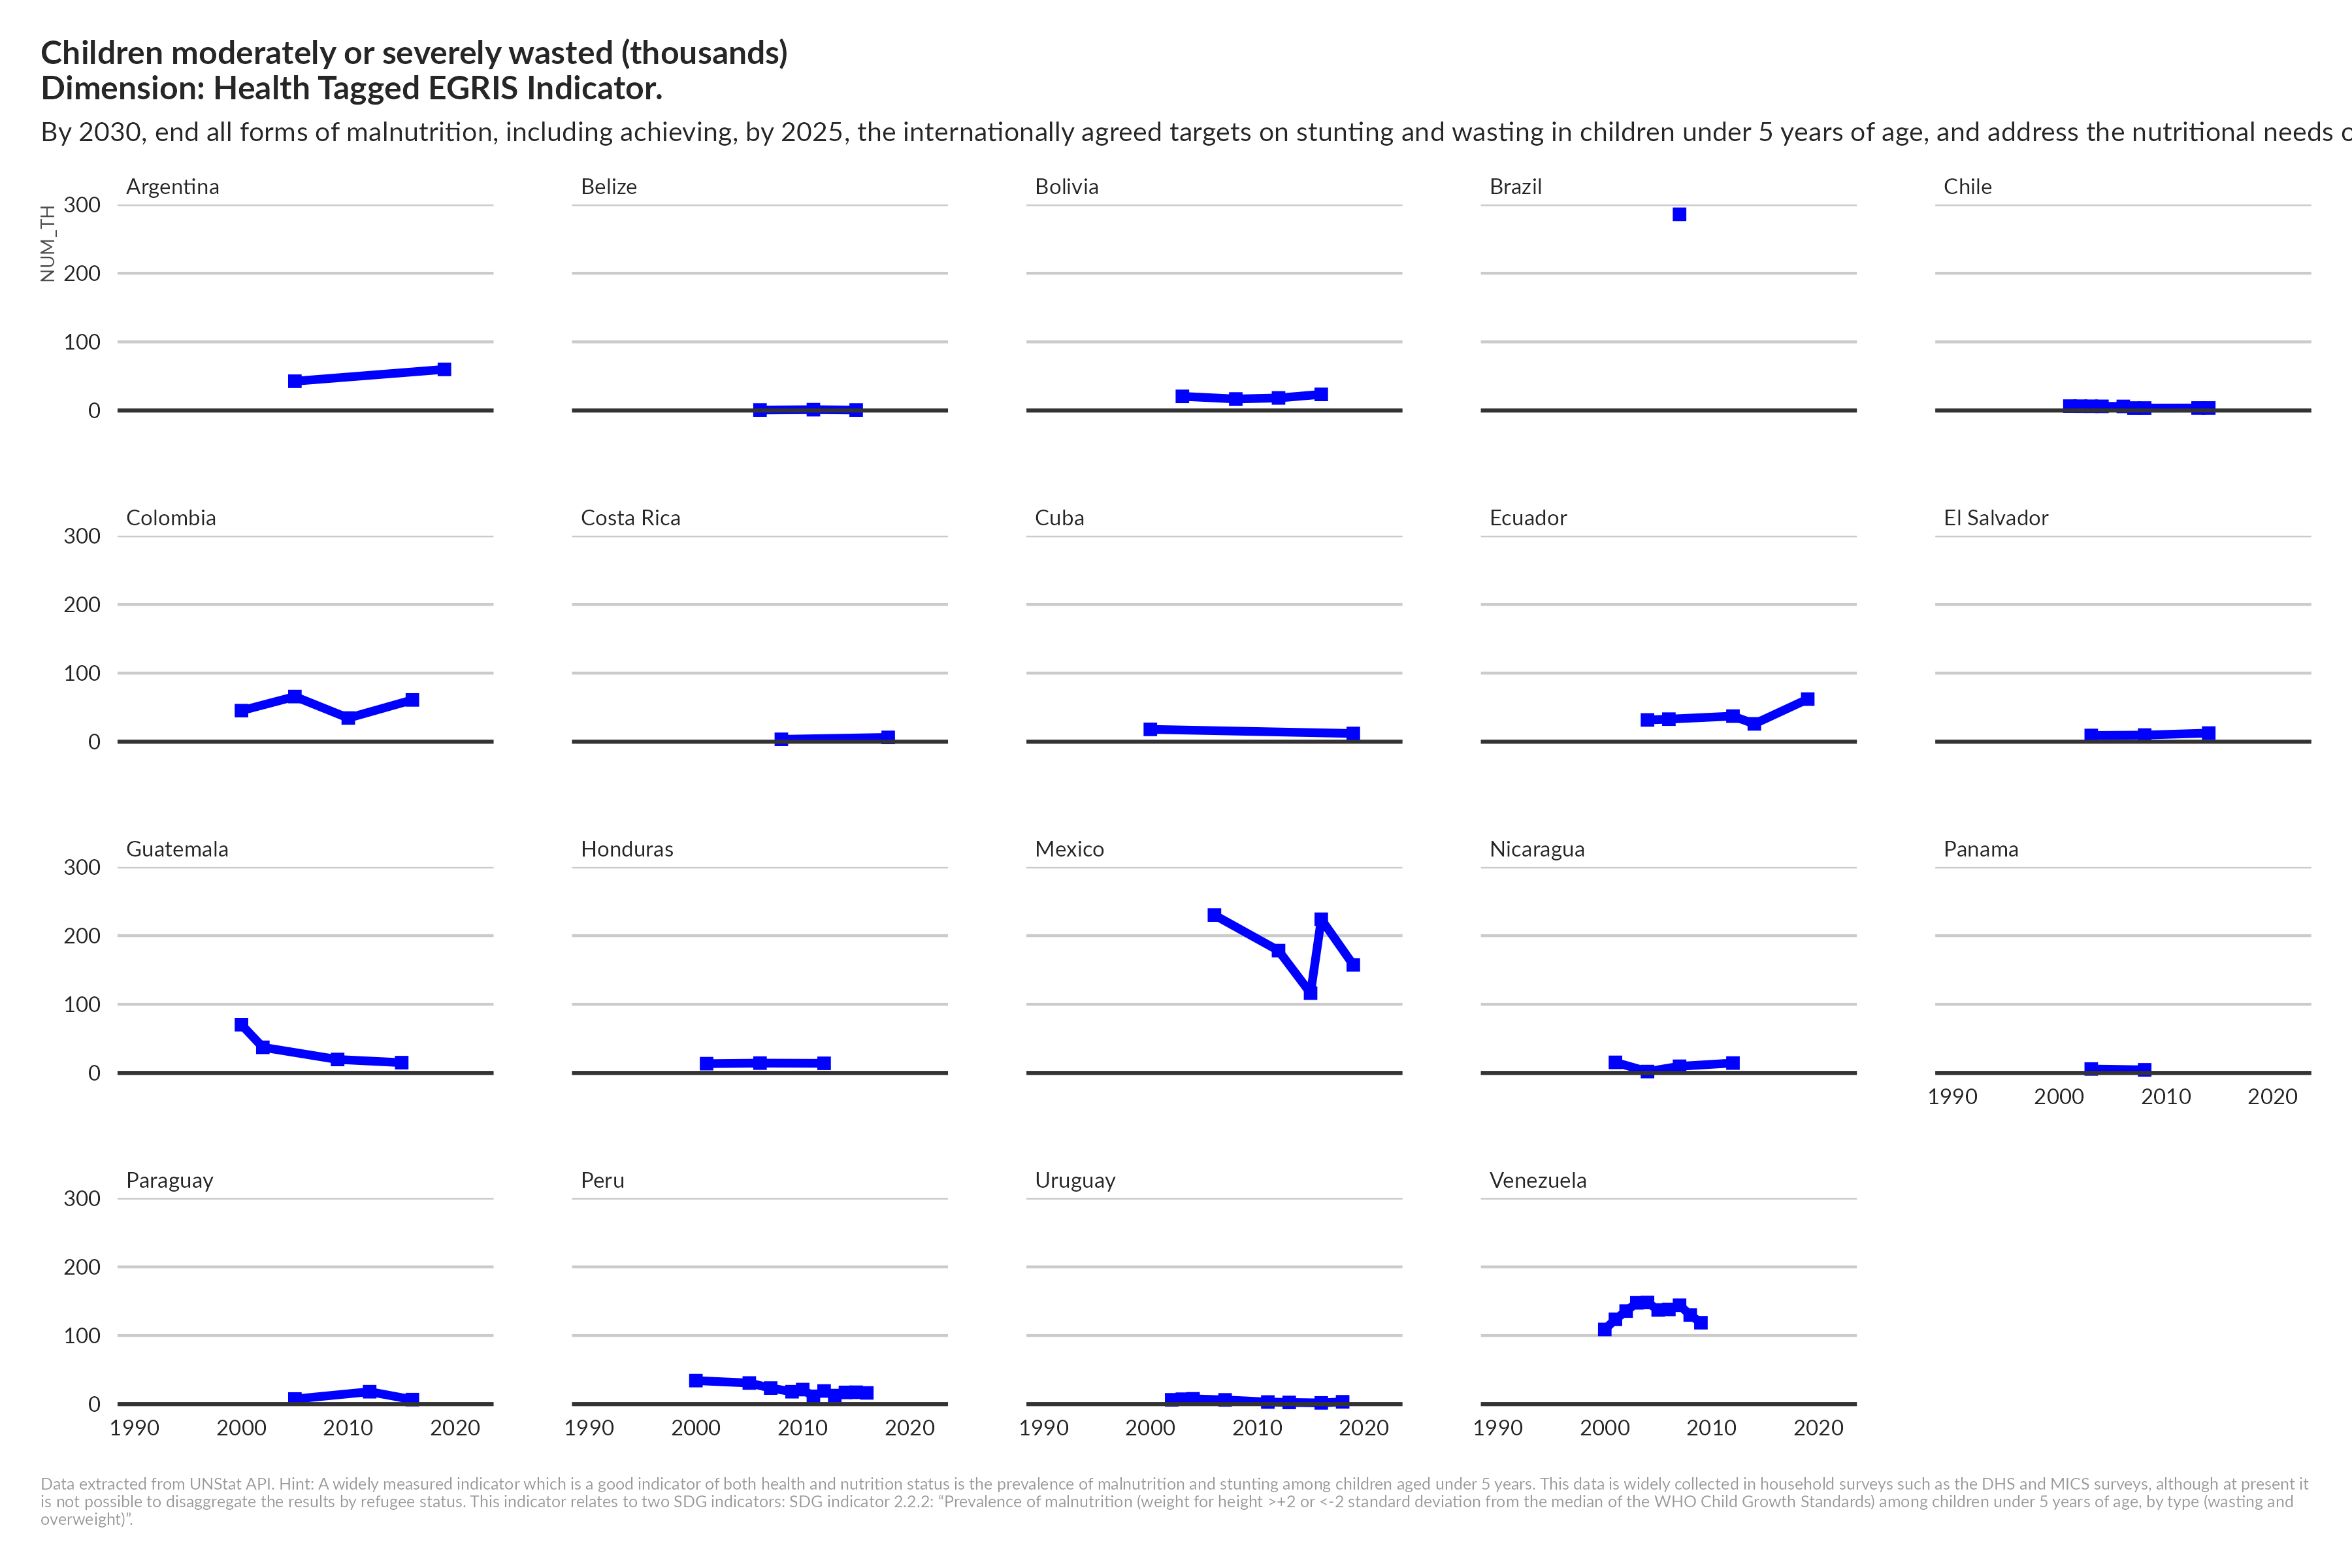 Children moderately or severely wasted (thousands)
Dimension: Health Tagged EGRIS Indicator.
By 2030, end all forms of malnutrition, including achieving, by 2025, the internationally agreed targets on stunting and wasting in children under 5 years of age, and address the nutritional needs
NUM_TH
Argentina Belize Bolivia Brazil Chile
300
200
100
0
Colombia Costa Rica Cuba Ecuador El Salvador
300
200
100
0
Guatemala Honduras Mexico Nicaragua Panama
300
200
100
0
1990 2000 2010 2020
Paraguay Peru Uruguay Venezuela
300
200
100
0
1990 2000 2010 2020 1990 2000 2010 2020 1990 2000 2010 2020 1990 2000 2010 2020
Data extracted from UNStat API. Hint: A widely measured indicator which is a good indicator of both health and nutrition status is the prevalence of malnutrition and stunting among children aged under 5 years. This data is widely collected in household surveys such as the DHS and MICS surveys, although at present it
is not possible to disaggregate the results by refugee status. This indicator relates to two SDG indicators: SDG indicator 2.2.2: “Prevalence of malnutrition (weight for height >+2 or <-2 standard deviation from the median of the WHO Child Growth Standards) among children under 5 years of age, by type (wasting and
overweight)”.